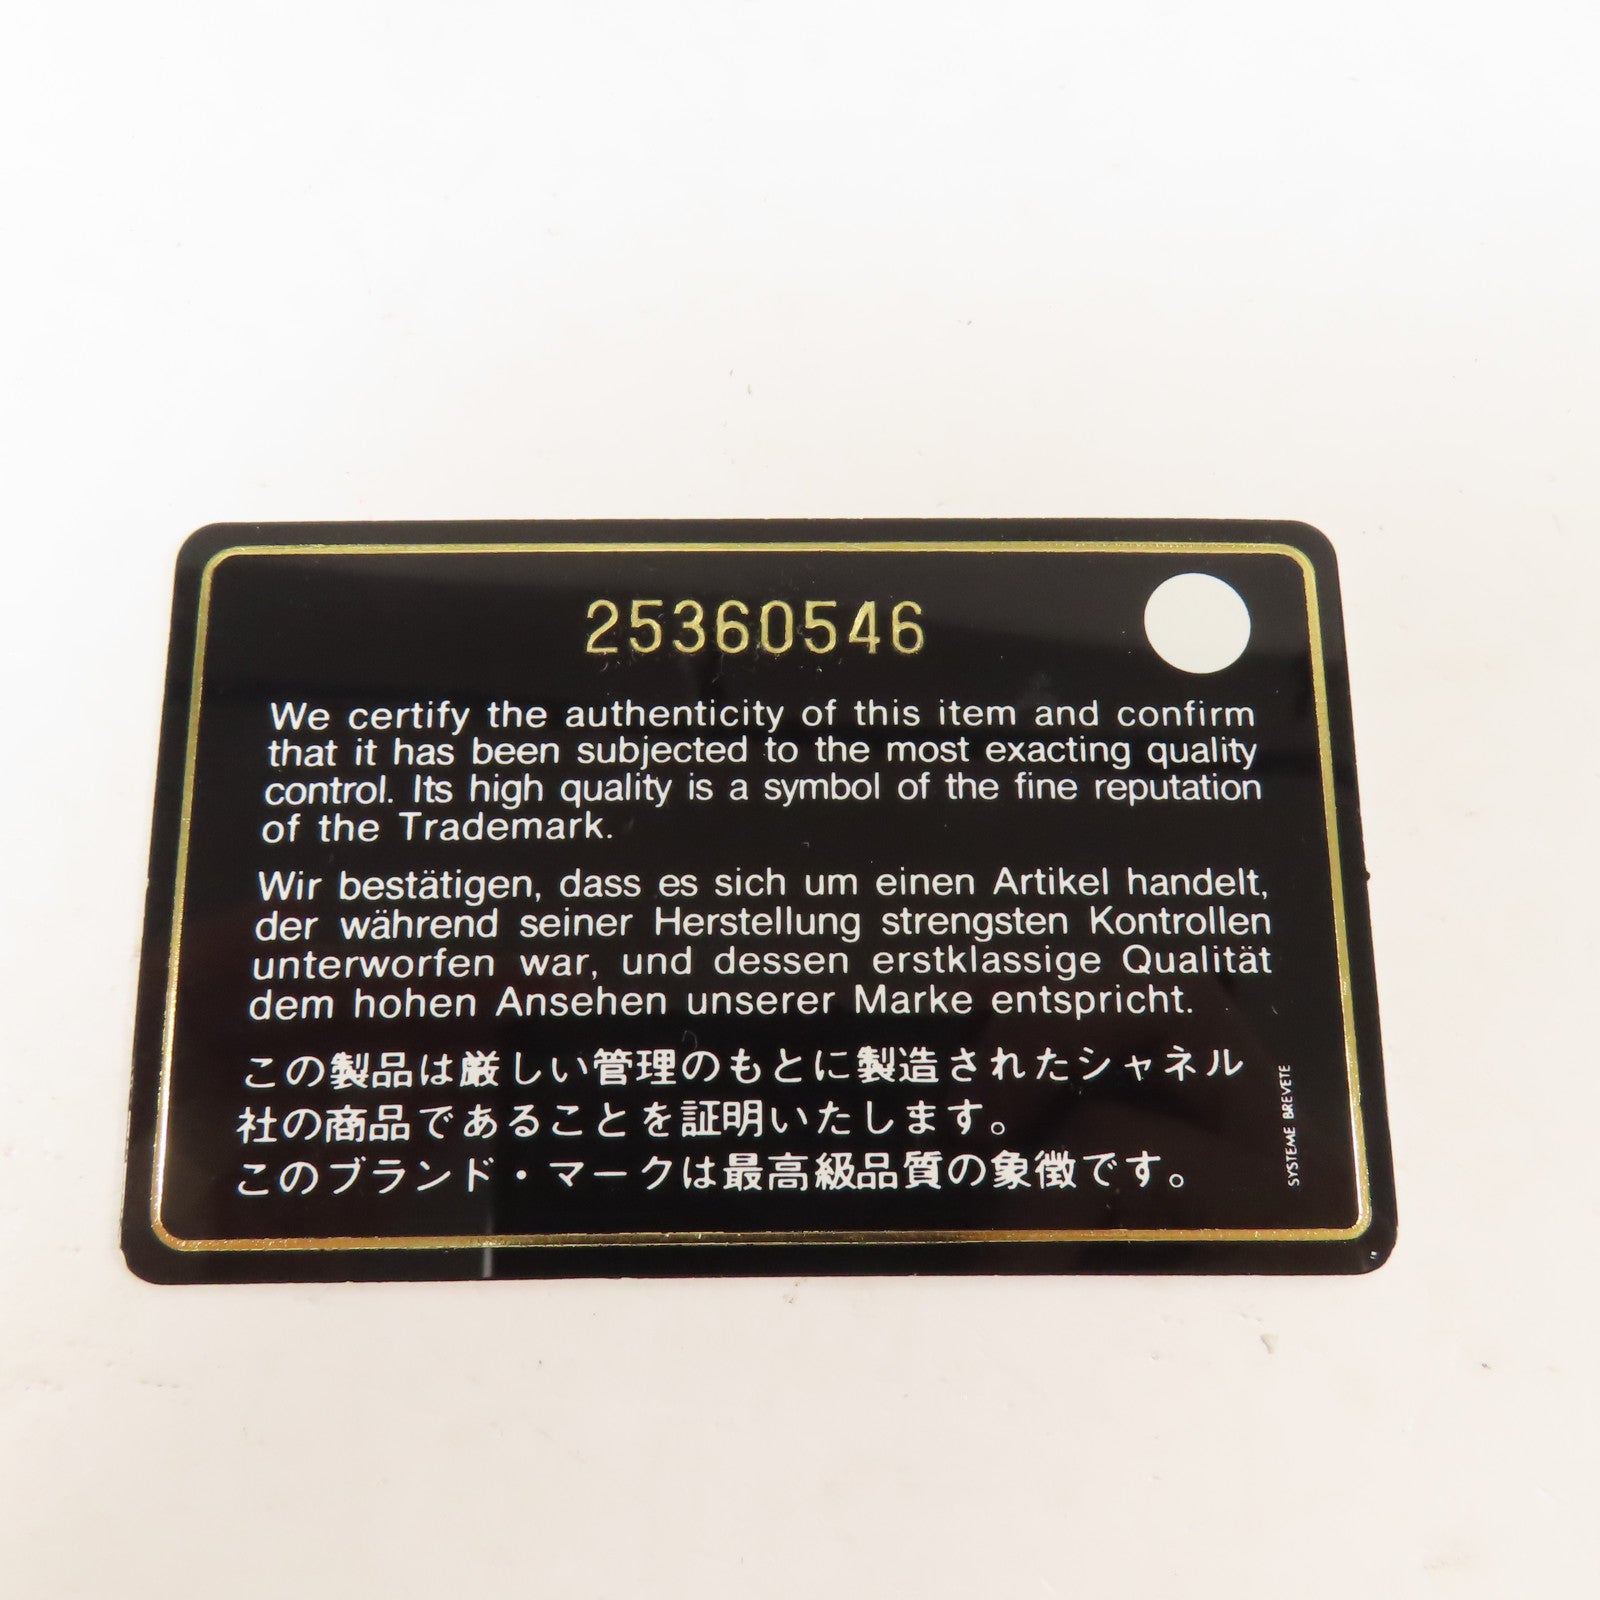 25360546
We certify the authenticity of this item and confirm
that it has been subjected to the most exacting quality
control. Its high quality is a symbol of the fine reputation
of the Trademark.
Wir bestätigen, dass es sich um einen Artikel handelt,
der während seiner Herstellung strengsten Kontrollen
unterworfen war, und dessen erstklassige Qualität
dem hohen Ansehen unserer Marke entspricht.
この製品は厳しい管理のもとに製造されたシャネル
社の商品であることを証明いたします。
このブランド・マークは最高級品質の象徴です。
SYSTEME BREVETE